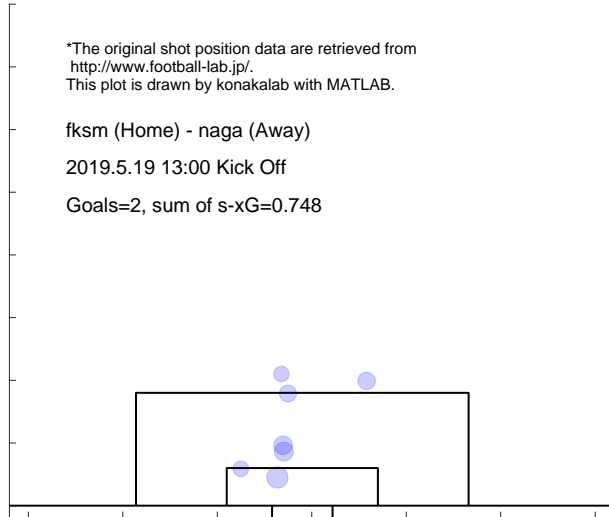 *The original shot position data are retrieved from
http://www.football-lab.jp/.
This plot is drawn by konakalab with MATLAB.
fksm (Home) - naga (Away)
2019.5.19 13:00 Kick Off
Goals=2, sum of s-xG=0.748